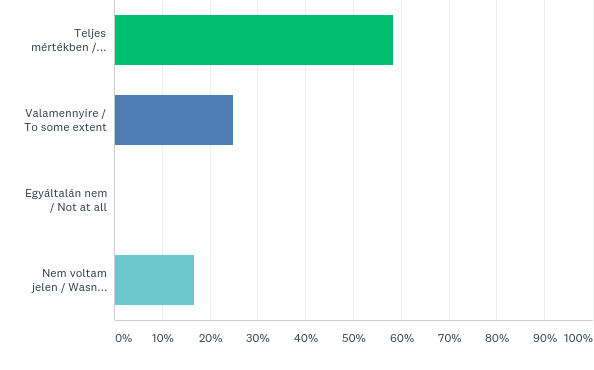 Teljes
mértékben /...
Valamennyire /
To some extent
Egyáltalán nem
/ Not at all
Nem voltam
jelen / Wasn...
0% 10% 20% 30% 40% 50% 60% 70% 80% 90% 100%